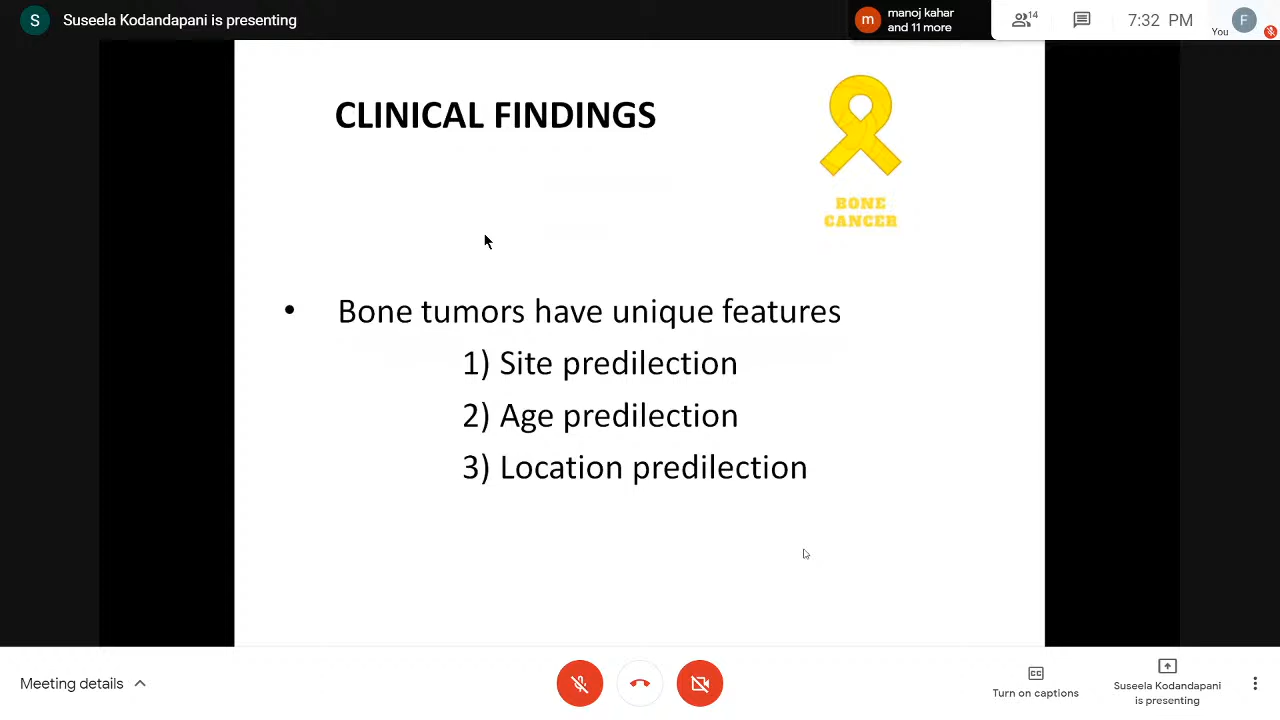 S Suseela Kodandapani is presenting
m manoj kahar
and 11 more
14
7:32 PM
You
F
CLINICAL FINDINGS
BONE
CANCER
• Bone tumors have unique features
1) Site predilection
2) Age predilection
3) Location predilection
Meeting details
CC
Turn on captions
Suseela Kodandapani
is presenting